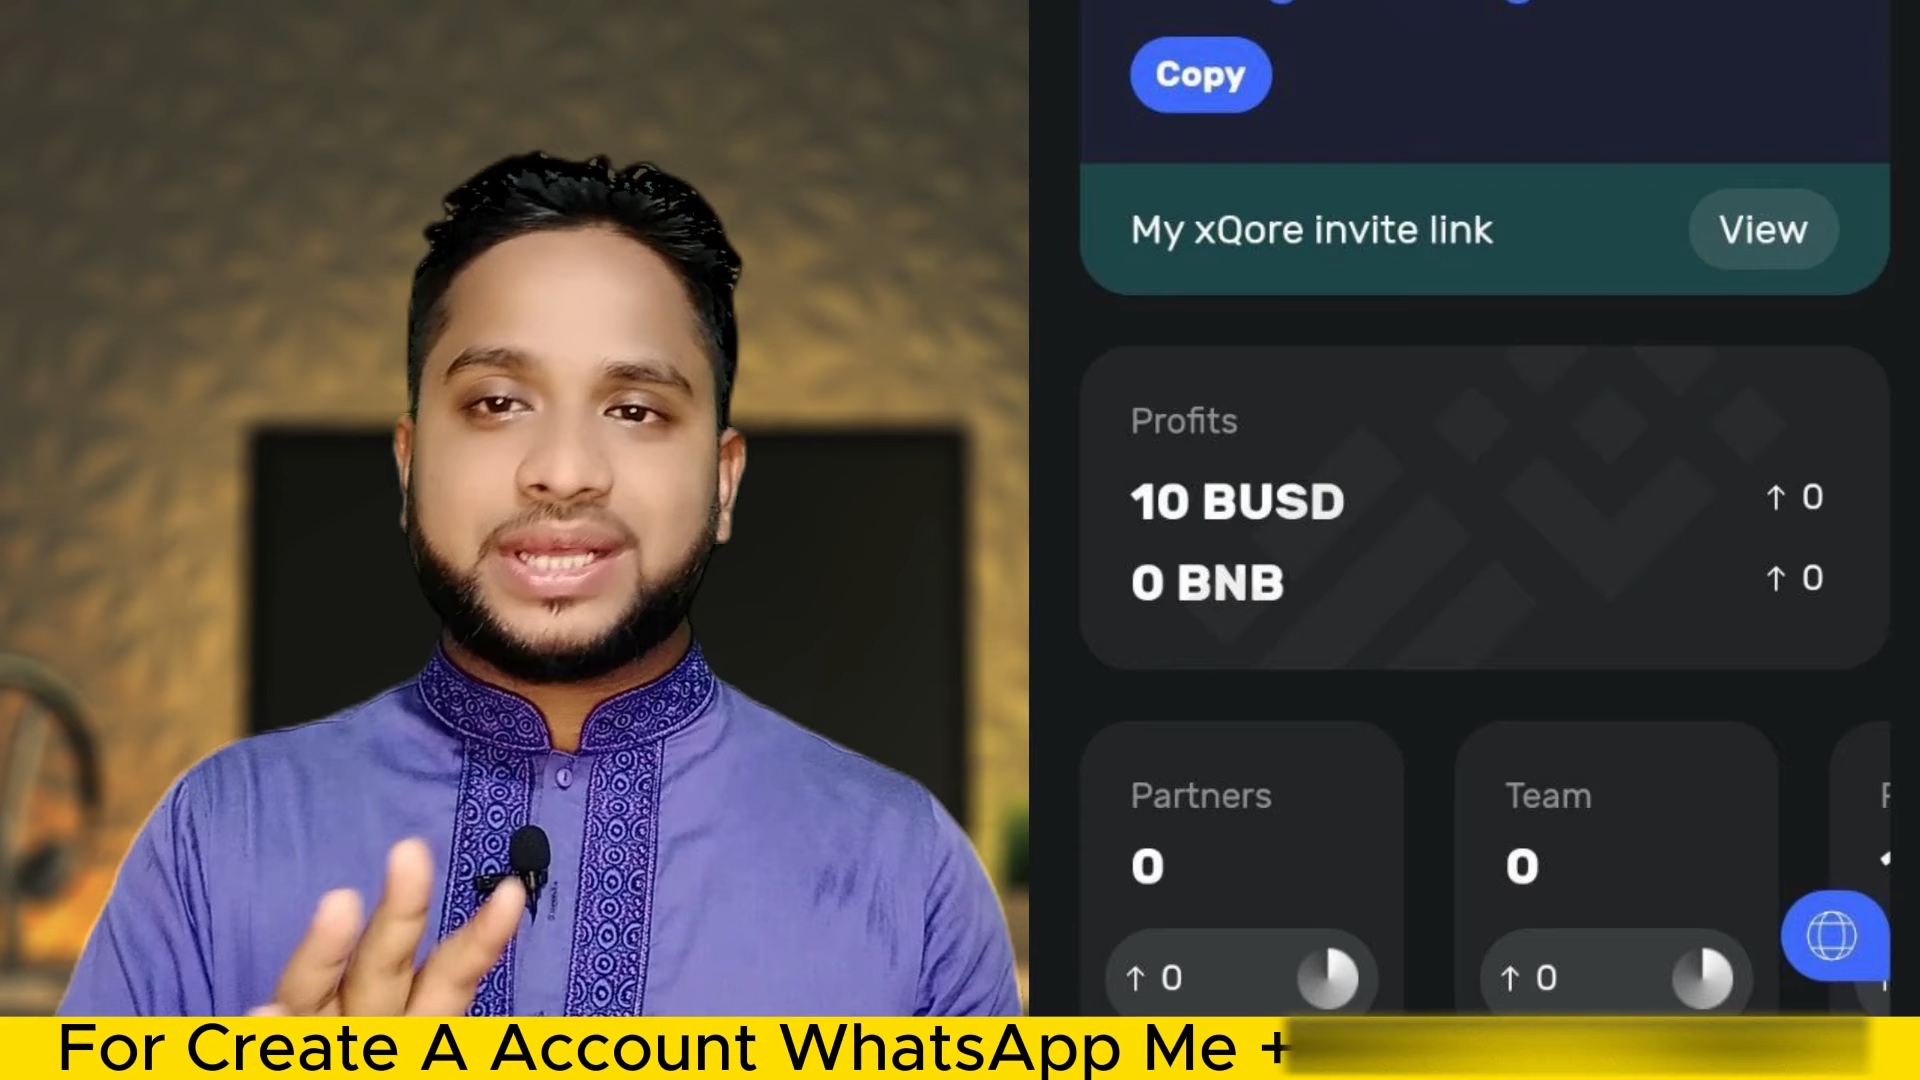 Copy
My xQore invite link View
Profits
10 BUSD ↑ 0
0 BNB ↑ 0
Partners Team
0 0
↑ 0 ↑ 0
For Create A Account WhatsApp Me +